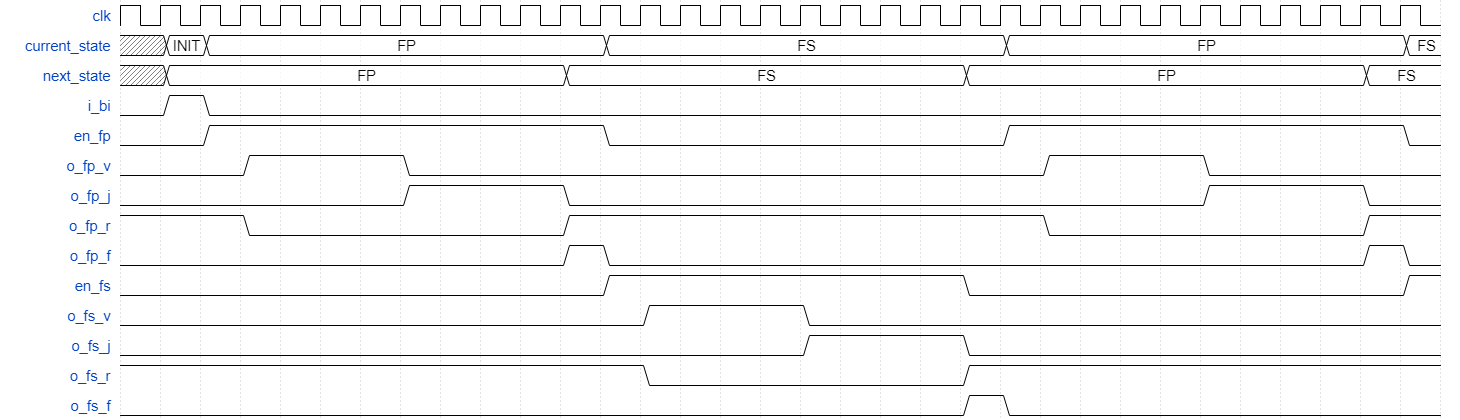 clk
current_state INIT FP FS FP FS
next_state FP FS FP FS
i_bi
en_fp
o_fp_v
o_fp_j
o_fp_r
o_fp_f
en_fs
o_fs_v
o_fs_j
o_fs_r
o_fs_f